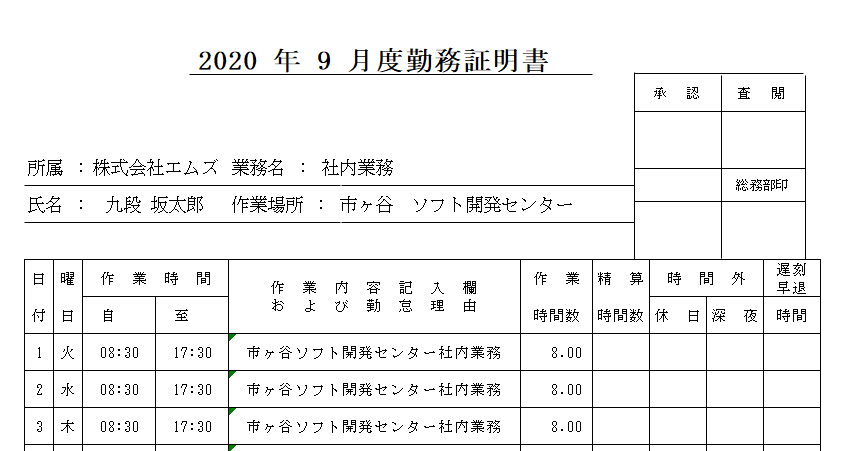 2020 年 9 月度勤務証明書
承 認 査 閲
所属 ： 株式会社エムズ 業務名 ： 社内業務
総務部印
氏名 ： 九段 坂太郎 作業場所 ： 市ヶ谷 ソフト開発センター
日付 曜日 作 業 時 間 作 業 内 容 記 入 欄 作 業 精 算 時 間 外 遅刻
お よ び 勤 怠 理 由 早退
自 至 時間数 時間数 休 日 深 夜 時間
1 火 08:30 17:30 市ヶ谷ソフト開発センター社内業務 8.00
2 水 08:30 17:30 市ヶ谷ソフト開発センター社内業務 8.00
3 木 08:30 17:30 市ヶ谷ソフト開発センター社内業務 8.00